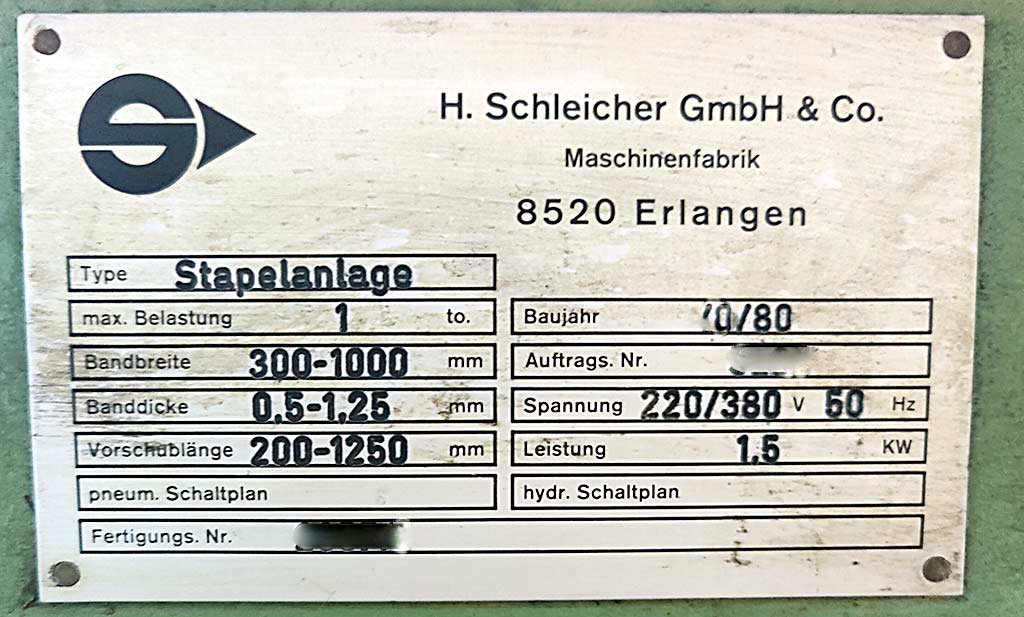 H. Schleicher GmbH & Co.
Maschinenfabrik
8520 Erlangen
Type Stapelanlage
max. Belastung 1 to.
Bandbreite 300-1000 mm
Banddicke 0,5-1,25 mm
Vorschublänge 200-1250 mm
pneum. Schaltplan
Baujahr
Auftrags. Nr.
Spannung 220/380 V 50 Hz
Leistung 1,5 KW
hydr. Schaltplan
Fertigungs. Nr.